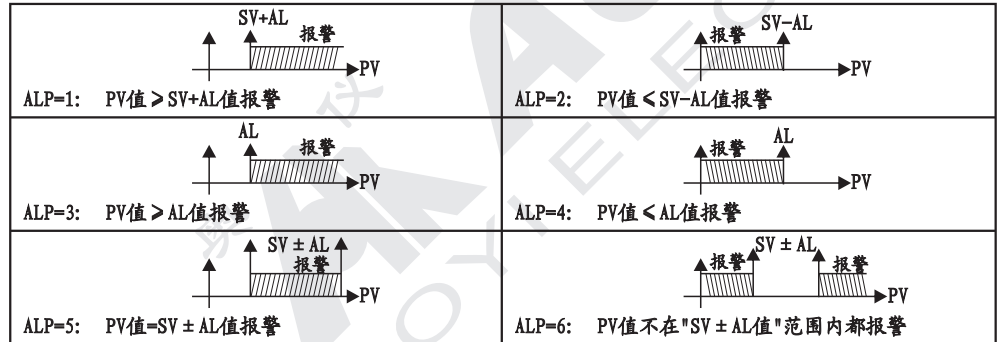 SV+AL
报警
PV
ALP=1: PV值≥SV+AL值报警
报警 SV-AL
PV
ALP=2: PV值≤SV-AL值报警
AL
报警
PV
ALP=3: PV值≥AL值报警
报警 AL
PV
ALP=4: PV值≤AL值报警
SV±AL
报警
PV
ALP=5: PV值=SV±AL值报警
报警 SV±AL 报警
PV
ALP=6: PV值不在"SV±AL值"范围内都报警